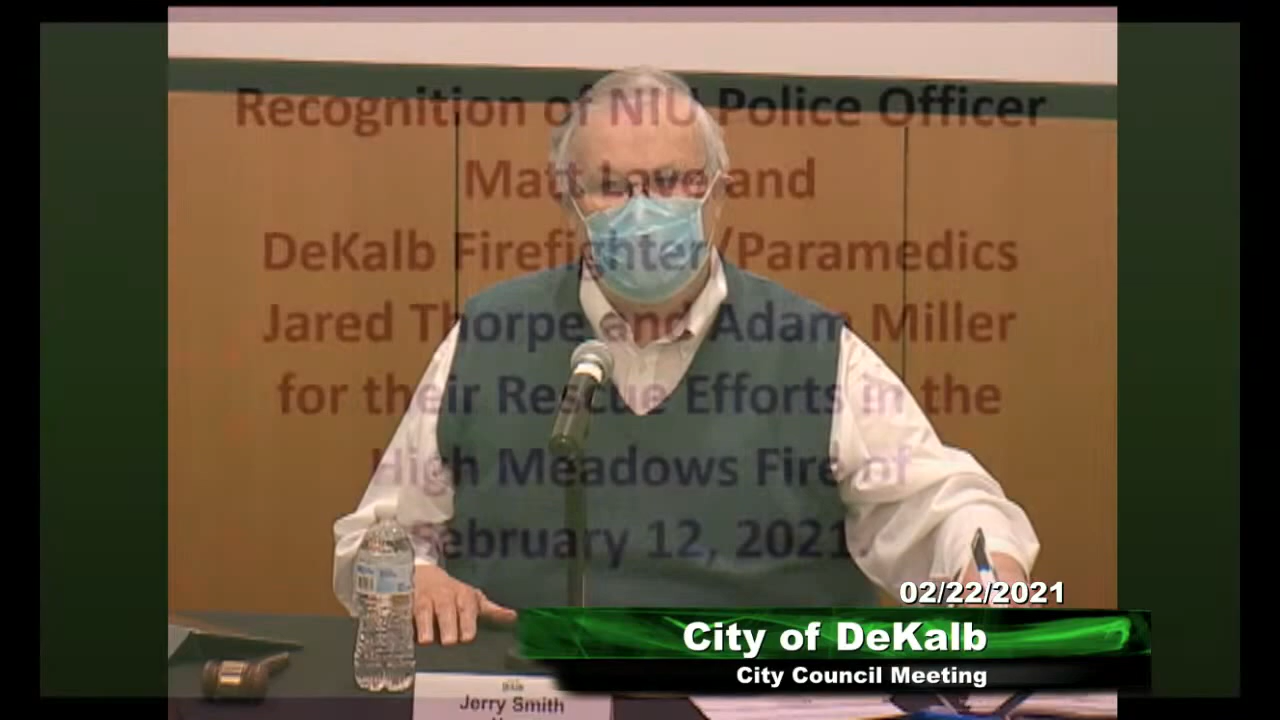 Recognition of NIU Police Officer
Matt Love and
DeKalb Firefighter/Paramedics
Jared Thorpe and Adam Miller
for their Rescue Efforts in the
High Meadows Fire of
February 12, 2021.
02/22/2021
City of DeKalb
City Council Meeting
Jerry Smith